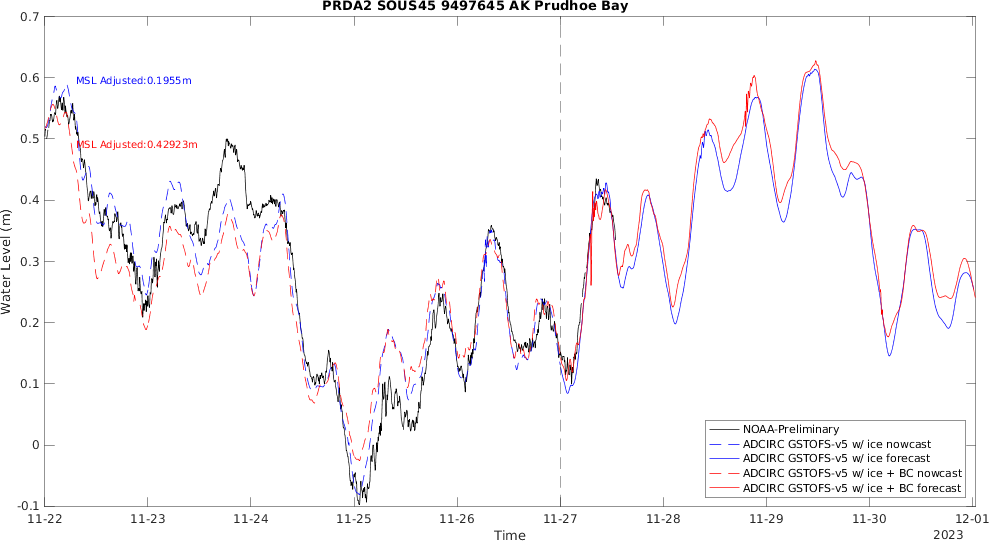 PRDA2 SOUS45 9497645 AK Prudhoe Bay
0.7
0.6
0.5
0.4
0.3
0.2
0.1
0
-0.1
Water Level (m)
MSL Adjusted:0.1955m
MSL Adjusted:0.42923m
NOAA-Preliminary
ADCIRC GSTOFS-v5 w/ ice nowcast
ADCIRC GSTOFS-v5 w/ ice forecast
ADCIRC GSTOFS-v5 w/ ice + BC nowcast
ADCIRC GSTOFS-v5 w/ ice + BC forecast
11-22 11-23 11-24 11-25 11-26 11-27 11-28 11-29 11-30 12-01
Time
2023